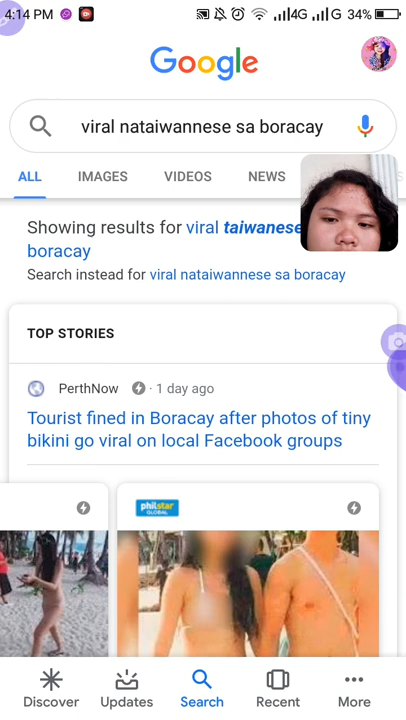 4:14 PM
4G
G 34%
Google
viral nataiwannese sa boracay
ALL IMAGES VIDEOS NEWS
Showing results for viral taiwanese
boracay
Search instead for viral nataiwannese sa boracay
TOP STORIES
PerthNow · 1 day ago
Tourist fined in Boracay after photos of tiny
bikini go viral on local Facebook groups
philstar
GLOBAL
Discover Updates Search Recent More